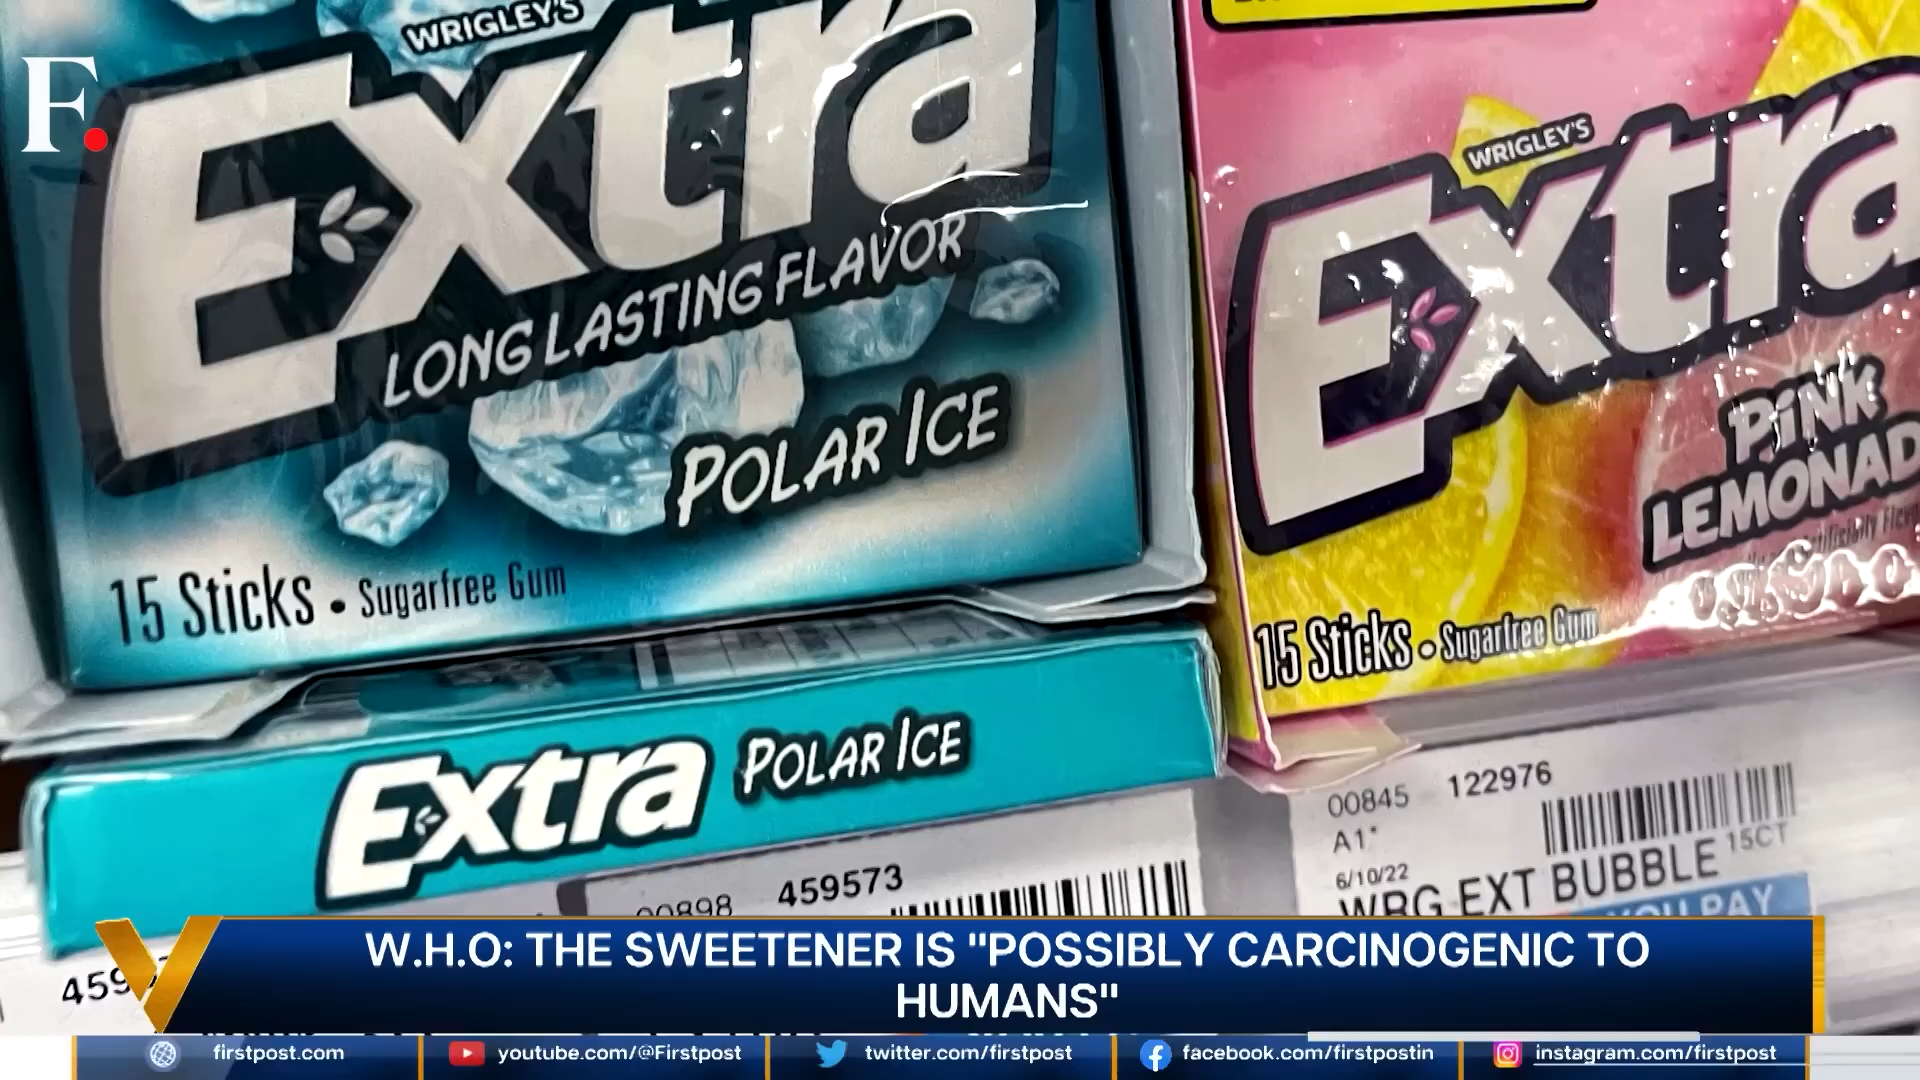 F.
WRIGLEY'S
Extra
LONG LASTING FLAVOR
POLAR ICE
15 Sticks • Sugarfree Gum
Extra POLAR ICE
WRIGLEY'S
Extra
PINK
LEMONAD
15 Sticks • Sugarfree Gum
00845 122976
A1*
6/10/22
WRG EXT BUBBLE 15CT
YOU PAY
00898 459573
W.H.O: THE SWEETENER IS "POSSIBLY CARCINOGENIC TO
HUMANS"
firstpost.com youtube.com/@Firstpost twitter.com/firstpost facebook.com/firstpostin instagram.com/firstpost